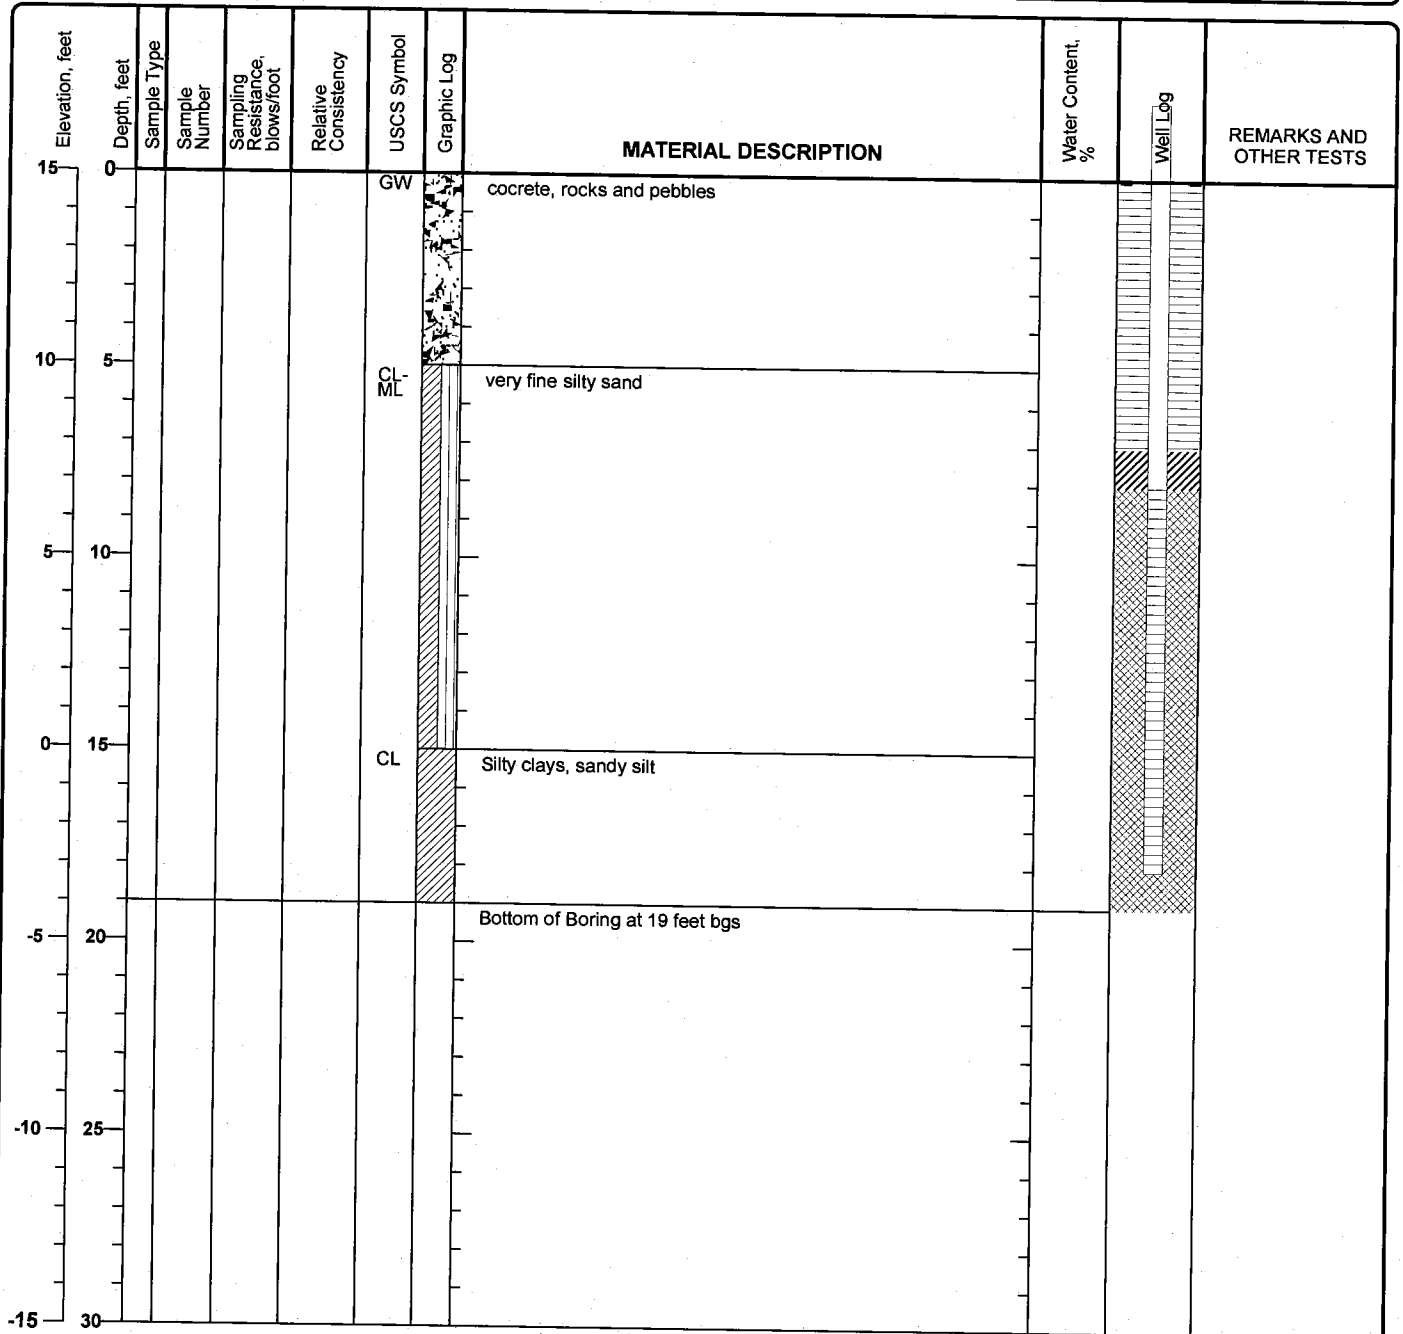 Elevation, feet
Depth, feet
Sample Type
Sample
Number
Sampling
Resistance,
blows/foot
Relative
Consistency
USCS Symbol
Graphic Log
MATERIAL DESCRIPTION
Water Content,
%
Well Log
REMARKS AND
OTHER TESTS
15 0
GW cocrete, rocks and pebbles
10 5
CL-
ML very fine silty sand
5 10
0 15
CL Silty clays, sandy silt
Bottom of Boring at 19 feet bgs
-5 20
-10 25
-15 30